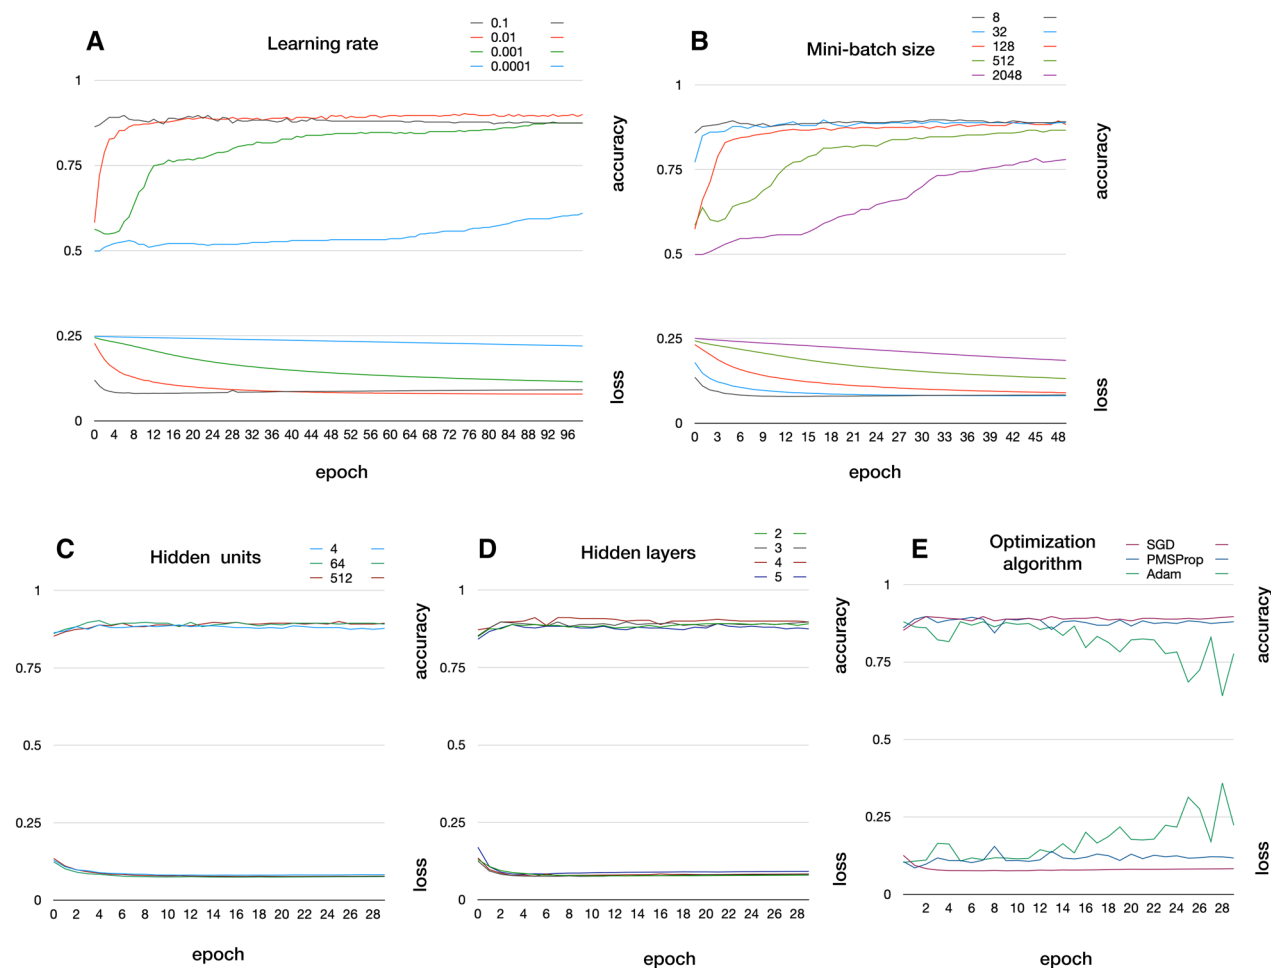 A
Learning rate
0.1
0.01
0.001
0.0001
1
0.75
0.5
0.25
0
accuracy
loss
0 4 8 12 16 20 24 28 32 36 40 44 48 52 56 60 64 68 72 76 80 84 88 92 96
epoch
B
Mini-batch size
8
32
128
512
2048
1
0.75
0.5
0.25
0
accuracy
loss
0 3 6 9 12 15 18 21 24 27 30 33 36 39 42 45 48
epoch
C
Hidden units
4
64
512
1
0.75
0.5
0.25
0
accuracy
loss
0 2 4 6 8 10 12 14 16 18 20 22 24 26 28
epoch
D
Hidden layers
2
3
4
5
1
0.75
0.5
0.25
0
accuracy
loss
0 2 4 6 8 10 12 14 16 18 20 22 24 26 28
epoch
E
Optimization
algorithm
SGD
PMSProp
Adam
1
0.75
0.5
0.25
0
accuracy
loss
2 4 6 8 10 12 14 16 18 20 22 24 26 28
epoch